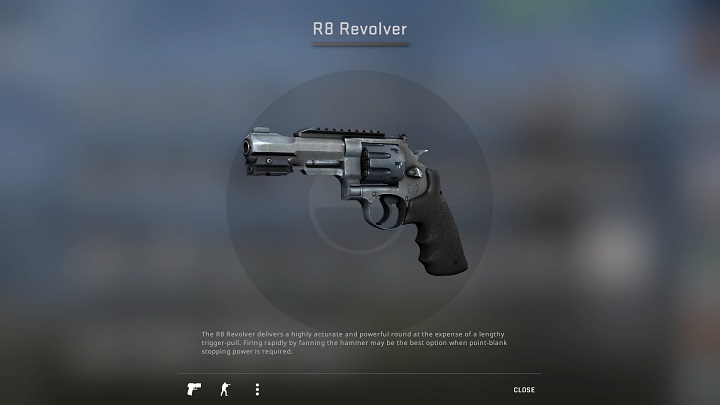 R8 Revolver
The R8 Revolver delivers a highly accurate and powerful round at the expense of a lengthy
trigger-pull. Firing rapidly by fanning the hammer may be the best option when point-blank
stopping power is required.
CLOSE